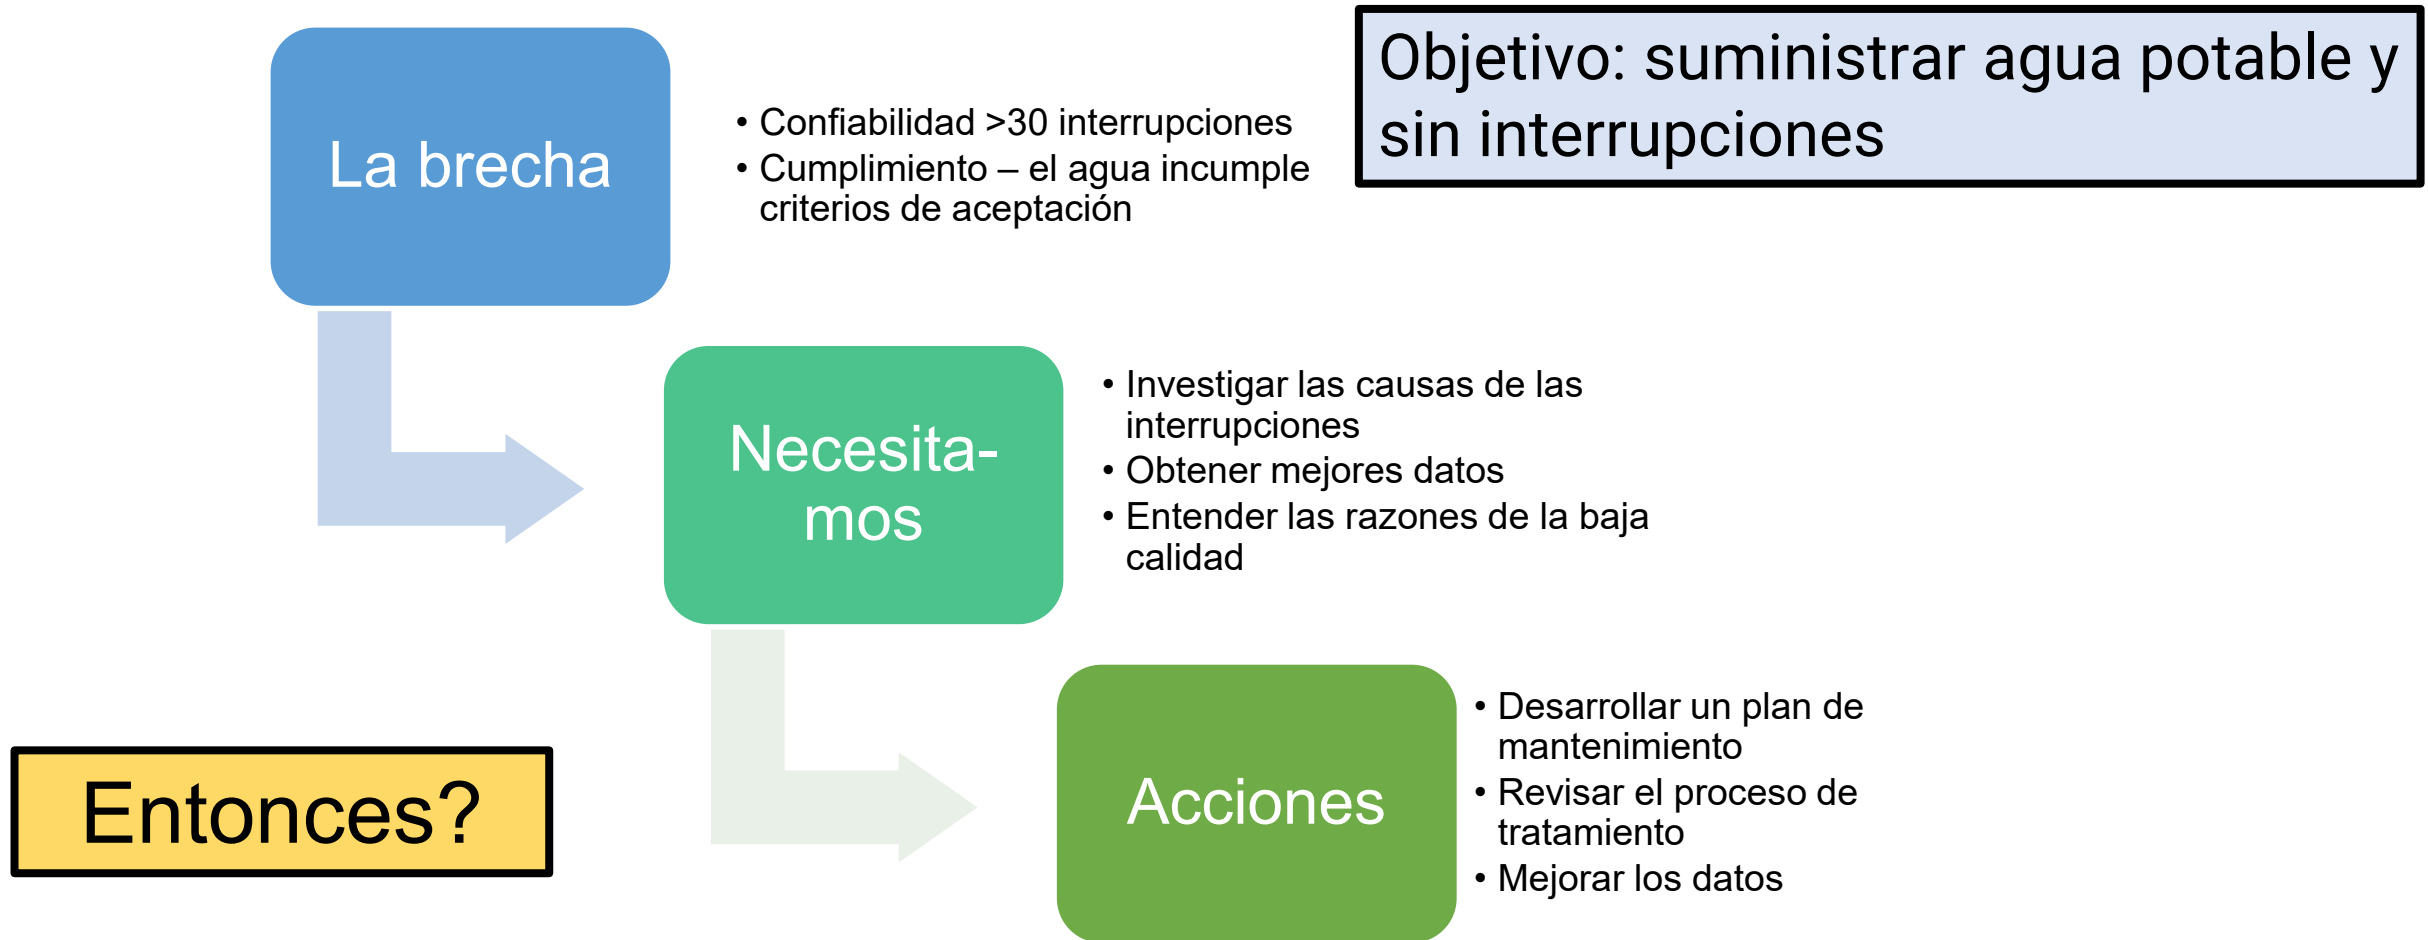 Objetivo: suministrar agua potable y
sin interrupciones
La brecha
• Confiabilidad >30 interrupciones
• Cumplimiento – el agua incumple
criterios de aceptación
Necesita-
mos
• Investigar las causas de las
interrupciones
• Obtener mejores datos
• Entender las razones de la baja
calidad
Entonces?
Acciones
• Desarrollar un plan de
mantenimiento
• Revisar el proceso de
tratamiento
• Mejorar los datos